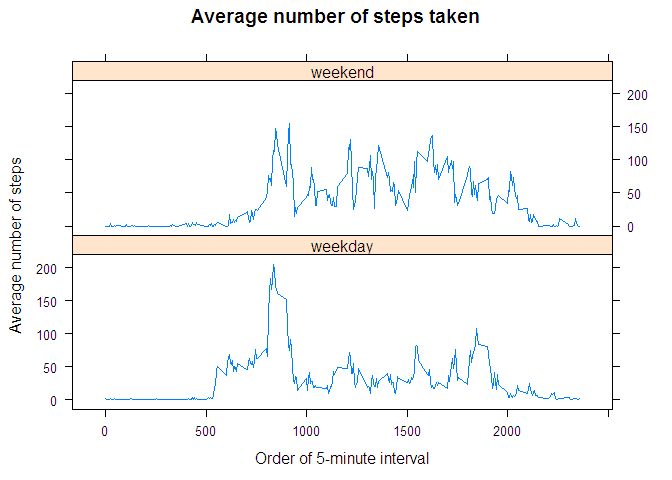 Average number of steps taken
weekend
200
150
100
50
0
weekday
200
150
100
50
0
0 500 1000 1500 2000
Order of 5-minute interval
Average number of steps